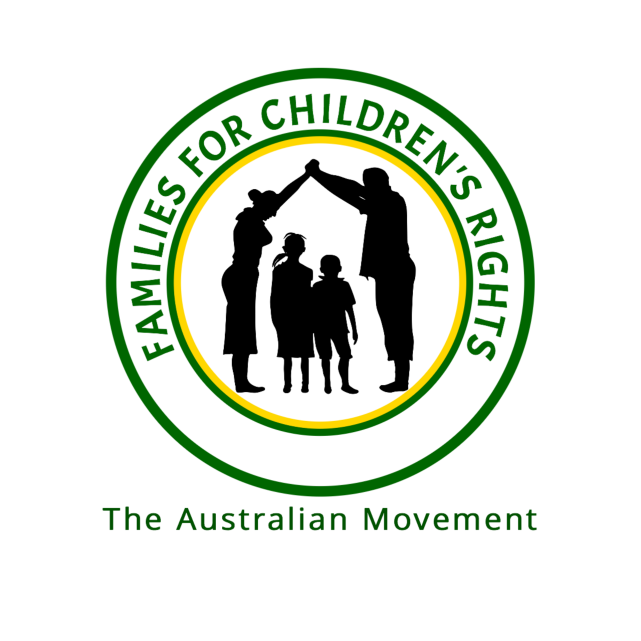 FAMILIES FOR CHILDREN'S RIGHTS
The Australian Movement